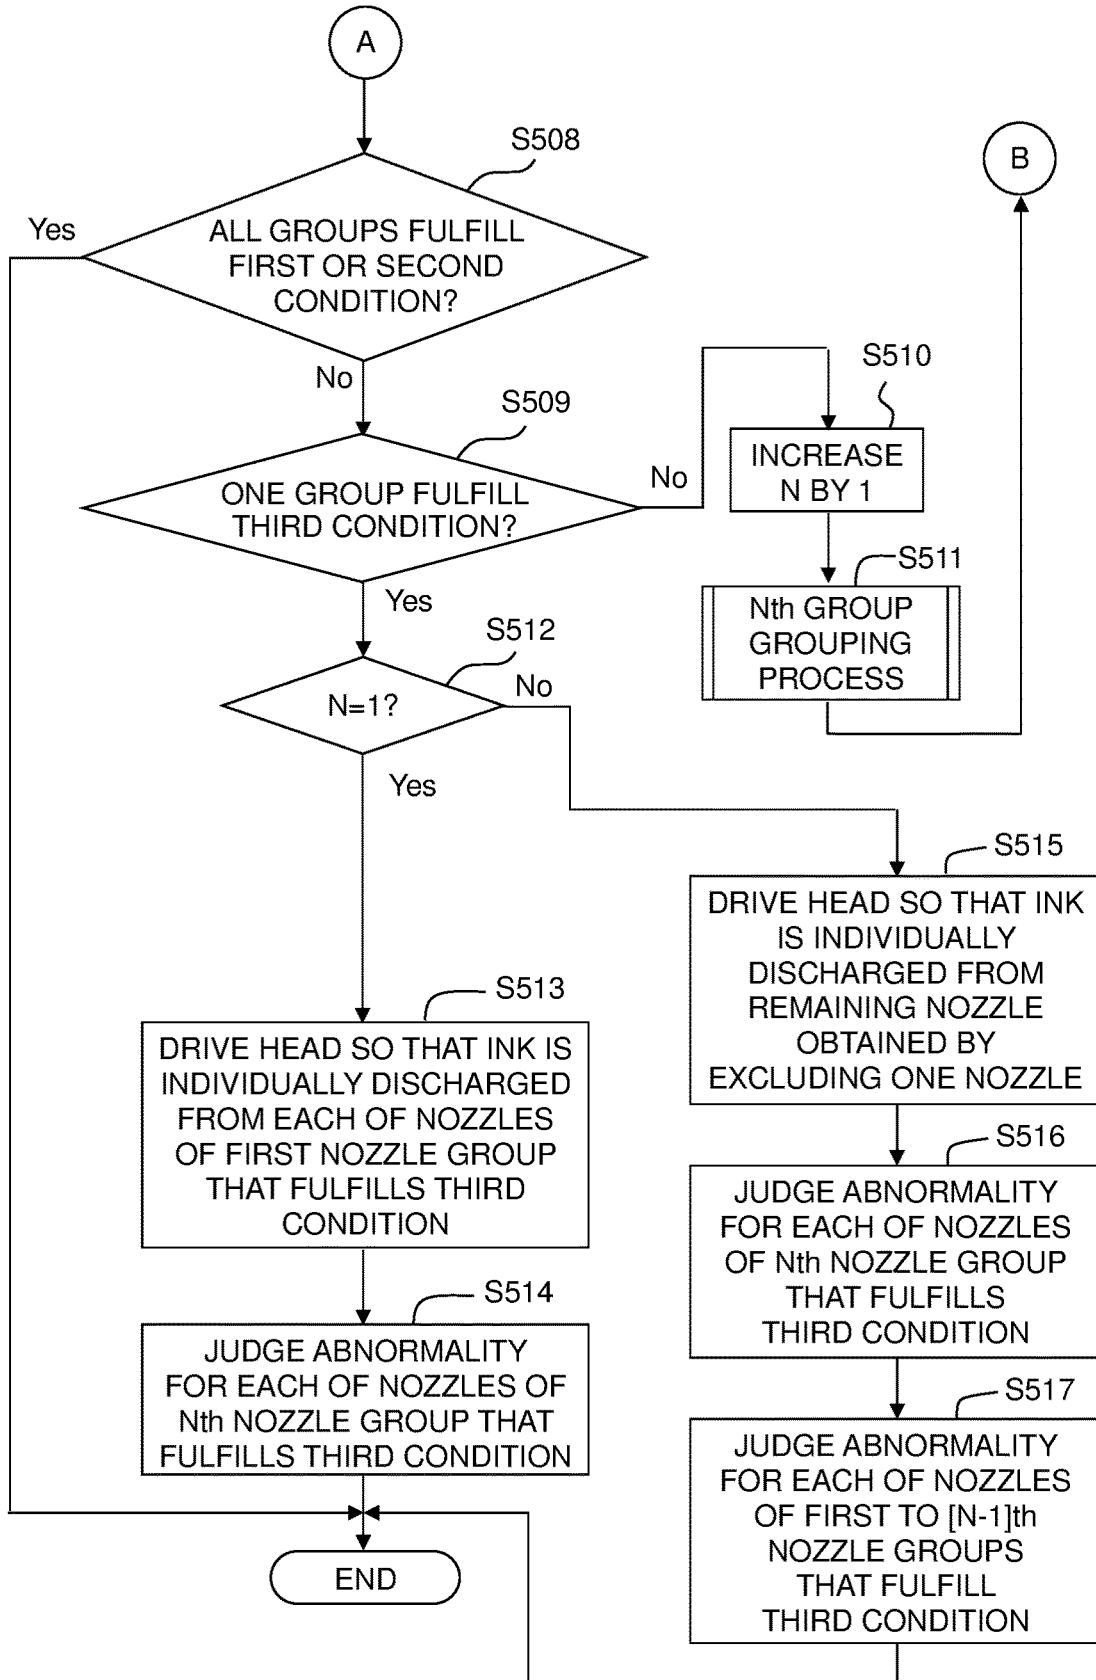 A
S508
B
Yes
ALL GROUPS FULFILL
FIRST OR SECOND
CONDITION?
No
S510
S509
INCREASE
N BY 1
No
ONE GROUP FULFILL
THIRD CONDITION?
S511
Yes
Nth GROUP
GROUPING
PROCESS
S512
No
N=1?
Yes
S515
DRIVE HEAD SO THAT INK
IS INDIVIDUALLY
DISCHARGED FROM
REMAINING NOZZLE
OBTAINED BY
EXCLUDING ONE NOZZLE
S513
DRIVE HEAD SO THAT INK IS
INDIVIDUALLY DISCHARGED
FROM EACH OF NOZZLES
OF FIRST NOZZLE GROUP
THAT FULFILLS THIRD
CONDITION
S516
JUDGE ABNORMALITY
FOR EACH OF NOZZLES
OF Nth NOZZLE GROUP
THAT FULFILLS
THIRD CONDITION
S514
JUDGE ABNORMALITY
FOR EACH OF NOZZLES OF
Nth NOZZLE GROUP THAT
FULFILLS THIRD CONDITION
S517
JUDGE ABNORMALITY
FOR EACH OF NOZZLES
OF FIRST TO [N-1]th
NOZZLE GROUPS
THAT FULFILL
THIRD CONDITION
END